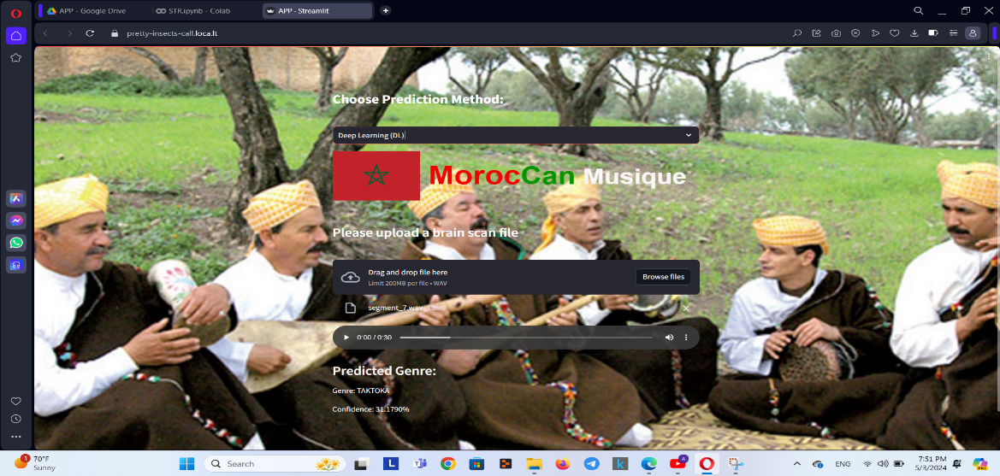 APP - Google Drive
STR.ipynb - Colab
APP - Streamlit
pretty-insects-call.loca.lt
Choose Prediction Method:
Deep Learning (DL)
MorocCan Musique
Please upload a brain scan file
Drag and drop file here
Limit 200MB per file • WAV
Browse files
segment_7.wav
0:00 / 0:30
Predicted Genre:
Genre: TAKTOKA
Confidence: 31.1790%
1
70°F
Sunny
Search
ENG
7:51 PM
5/3/2024